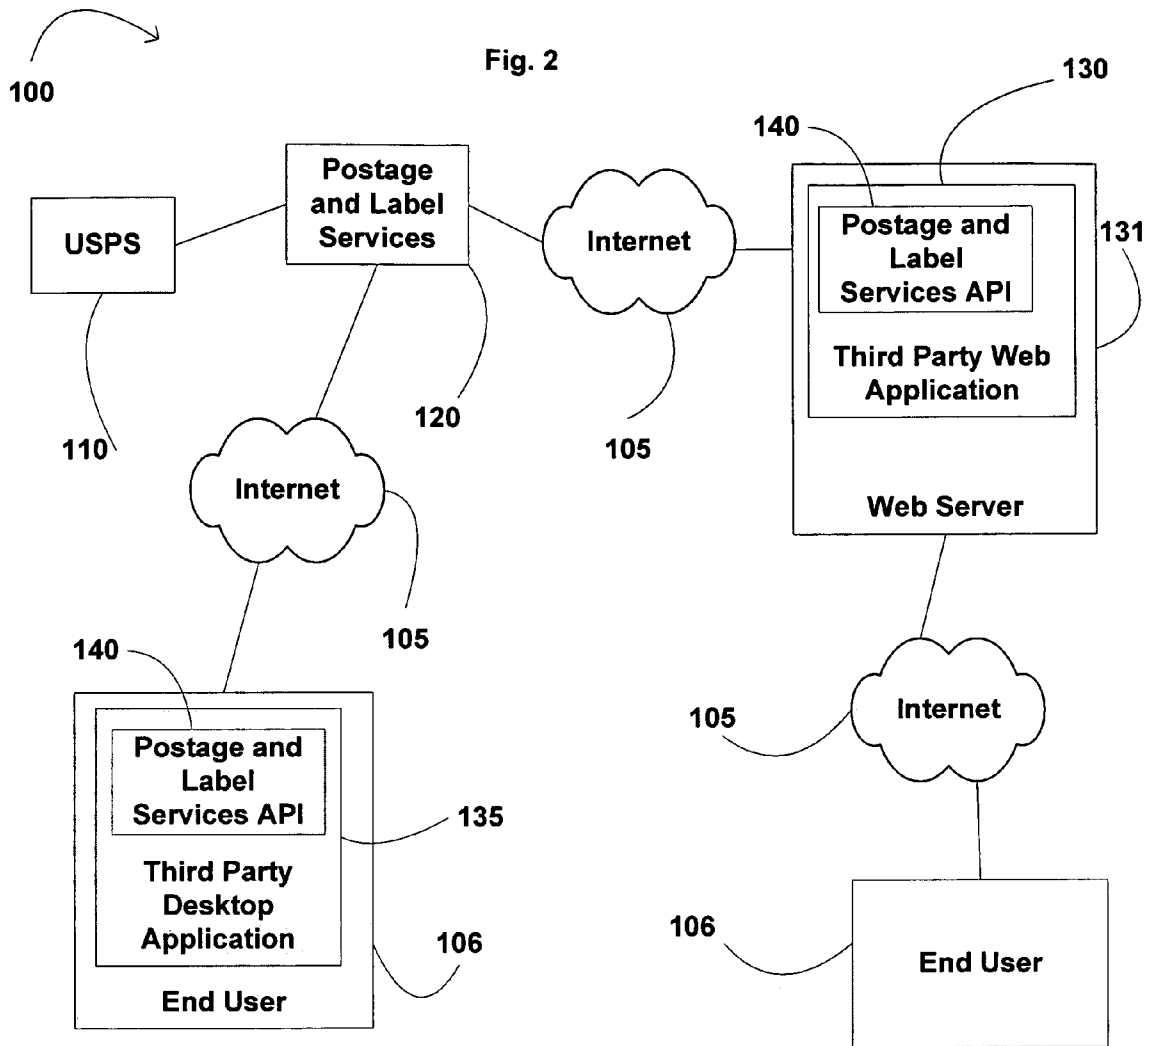 Fig. 2
100
130
140
Postage
and Label
Services
USPS
Internet
Postage and
Label
Services API
131
Third Party Web
Application
120
105
110
Internet
Web Server
105
140
Internet
105
Postage and
Label
Services API
135
Third Party
Desktop
Application
106
106
End User
End User